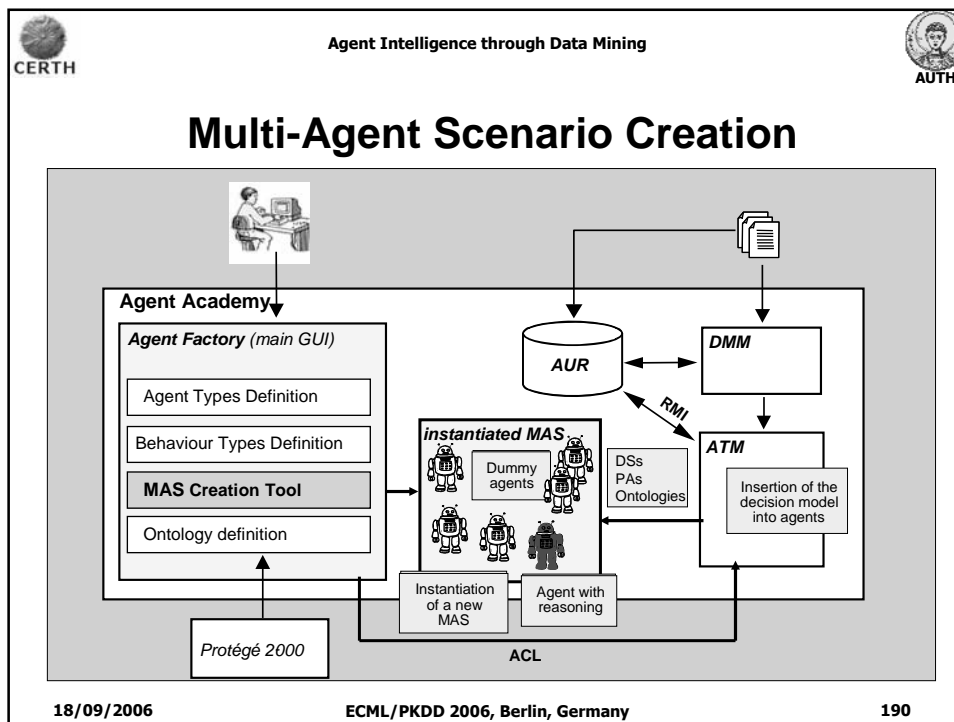 CERTH
Agent Intelligence through Data Mining
AUTH
Multi-Agent Scenario Creation
Agent Academy
Agent Factory (main GUI)
Agent Types Definition
Behaviour Types Definition
MAS Creation Tool
Ontology definition
Protégé 2000
instantiated MAS
Dummy
agents
Instantiation
of a new
MAS
Agent with
reasoning
AUR
DMM
RMI
DSs
PAs
Ontologies
ATM
Insertion of the
decision model
into agents
ACL
18/09/2006
ECML/PKDD 2006, Berlin, Germany
190